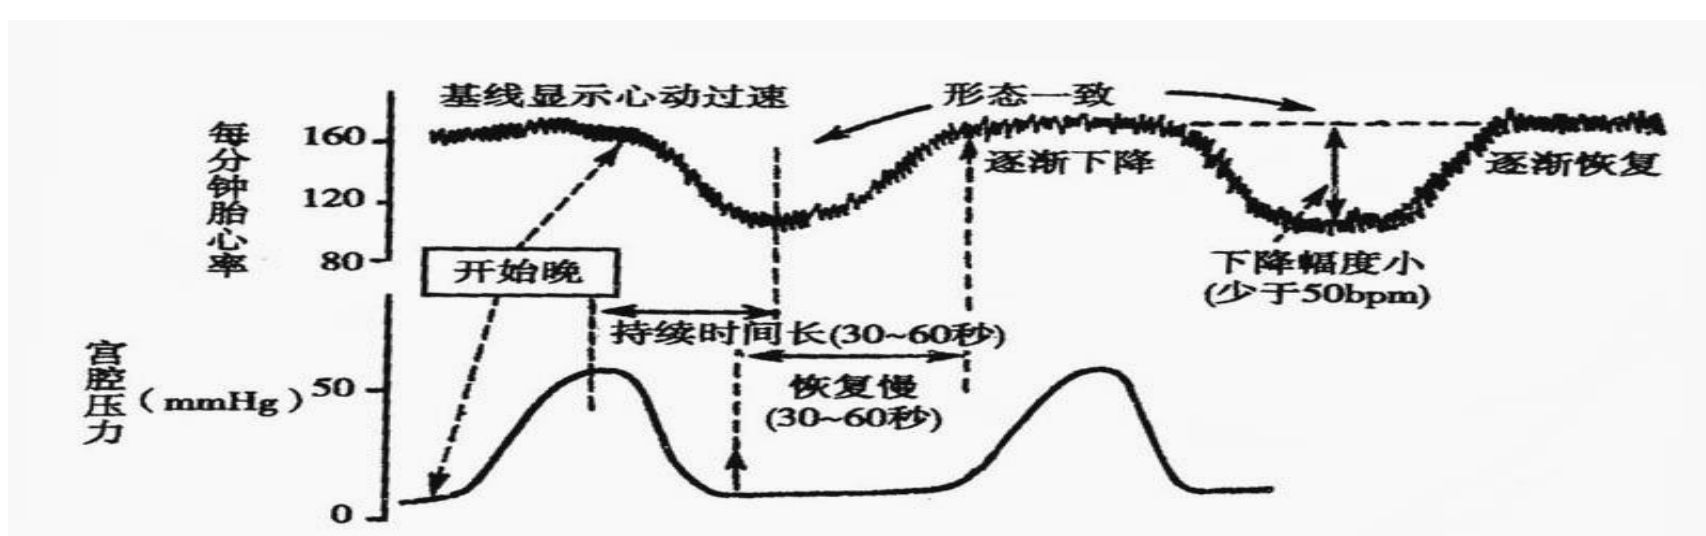 基线显示心动过速
形态一致
每分钟胎心率
160
120
80
逐渐下降
逐渐恢复
开始晚
下降幅度小
(少于50bpm)
持续时间长(30~60秒)
恢复慢
(30~60秒)
宫腔压力
(mmHg)
50
0